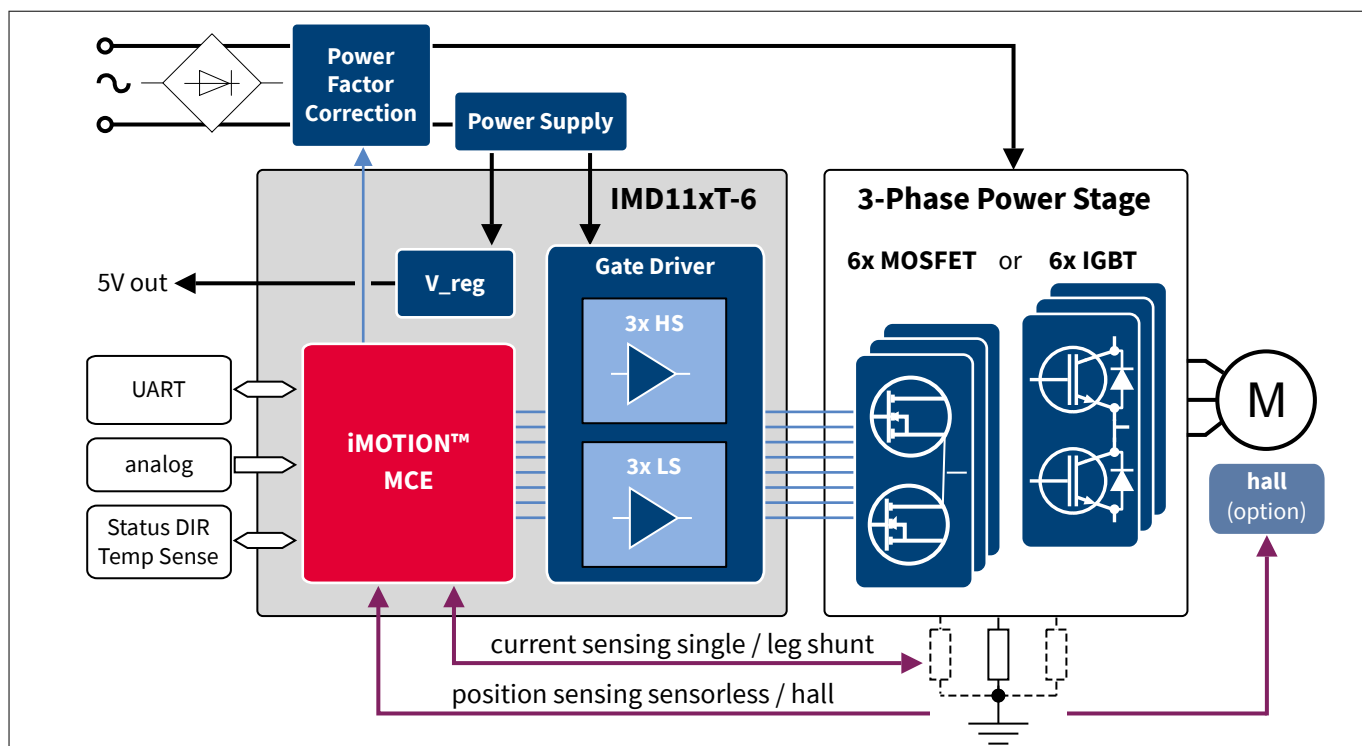 Power
Factor
Correction
Power Supply
IMD11xT-6
3-Phase Power Stage
6x MOSFET or 6x IGBT
5V out
V_reg
Gate Driver
3x HS
3x LS
UART
analog
Status DIR
Temp Sense
iMOTION™
MCE
M
hall
(option)
current sensing single / leg shunt
position sensing sensorless / hall